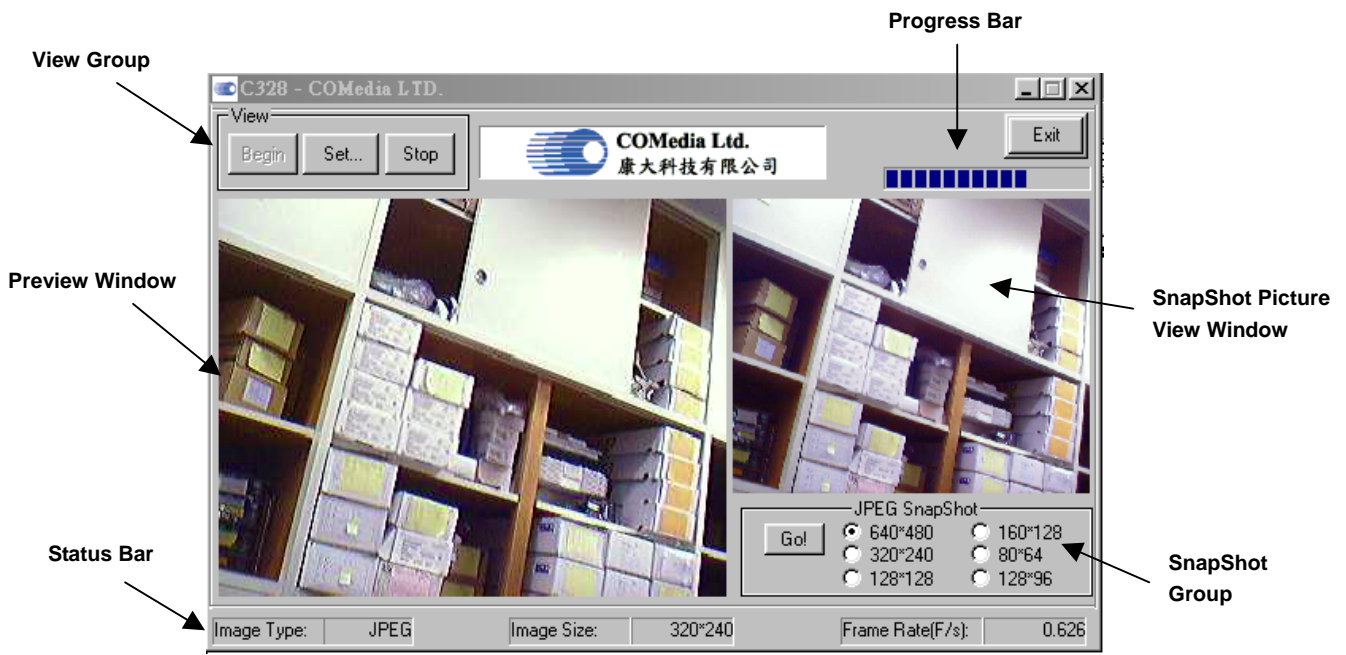 Progress Bar
View Group
C328 - COMedia LTD.
View
Begin Set... Stop
COMedia Ltd.
康大科技有限公司
Exit
Preview Window
SnapShot Picture
View Window
JPEG SnapShot
Go! 640*480 160*128
320*240 80*64
128*128 128*96
Status Bar
SnapShot
Group
Image Type: JPEG Image Size: 320*240 Frame Rate(F/s): 0.626